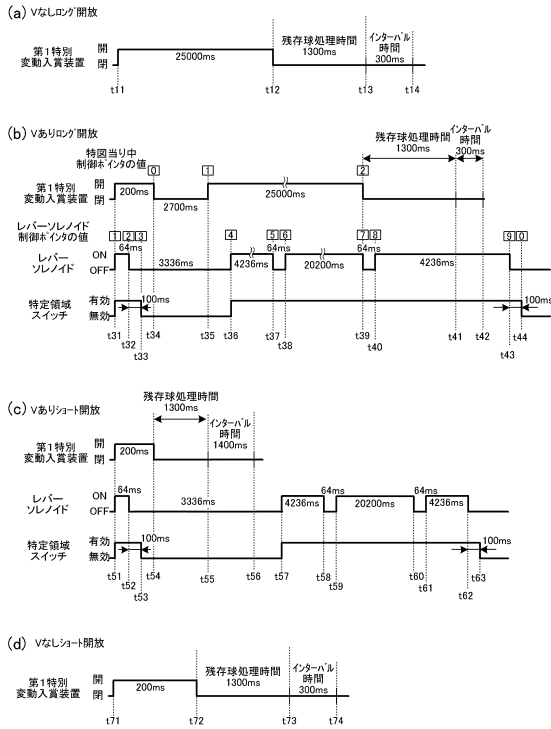 (a) Vなしロング開放
第1特別
変動入賞装置
開
閉
25000ms
残存球処理時間
1300ms
インターバル
時間
300ms
t11
t12
t13
t14
(b) Vありロング開放
特図当り中
制御ポインタの値
0
1
2
残存球処理時間
1300ms
インターバル
時間
300ms
第1特別
変動入賞装置
開
閉
200ms
2700ms
25000ms
レバーソレノイド
制御ポインタの値
1
2
3
4
5
6
7
8
9
0
レバー
ソレノイド
ON
OFF
64ms
3336ms
4236ms
64ms
20200ms
64ms
4236ms
特定領域
スイッチ
有効
無効
100ms
100ms
t31
t32
t33
t34
t35
t36
t37
t38
t39
t40
t41
t42
t43
t44
(c) Vありショート開放
残存球処理時間
1300ms
インターバル
時間
1400ms
第1特別
変動入賞装置
開
閉
200ms
レバー
ソレノイド
ON
OFF
64ms
3336ms
4236ms
64ms
20200ms
64ms
4236ms
特定領域
スイッチ
有効
無効
100ms
100ms
t51
t52
t53
t54
t55
t56
t57
t58
t59
t60
t61
t62
t63
(d) Vなしショート開放
第1特別
変動入賞装置
開
閉
200ms
残存球処理時間
1300ms
インターバル
時間
300ms
t71
t72
t73
t74